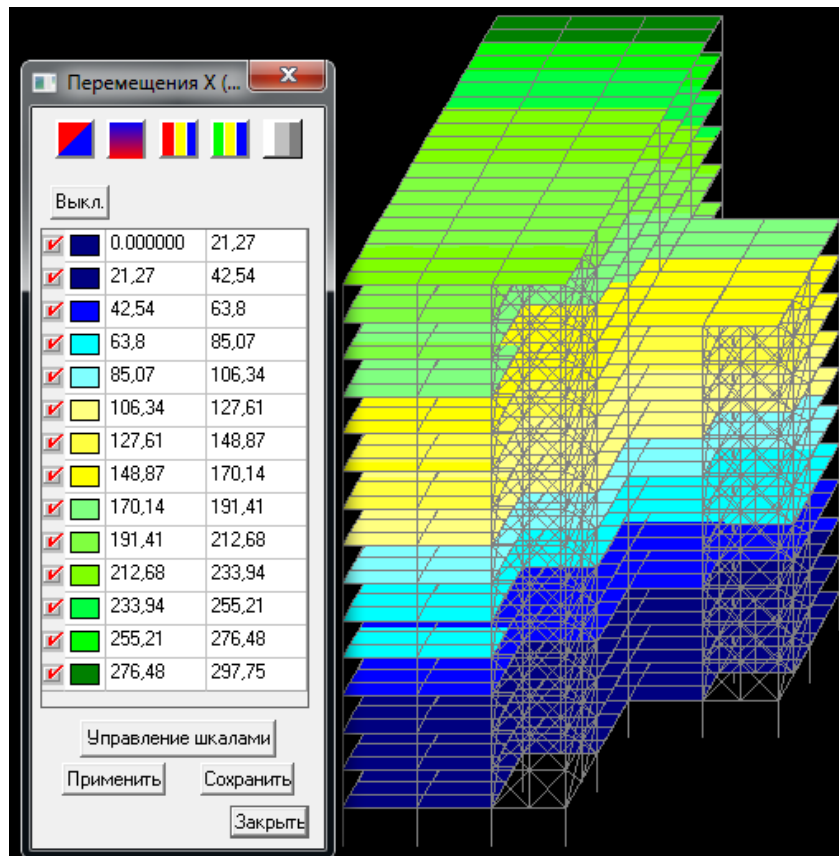 Перемещения X (...
Выкл.
0.000000 21,27
21,27 42,54
42,54 63,8
63,8 85,07
85,07 106,34
106,34 127,61
127,61 148,87
148,87 170,14
170,14 191,41
191,41 212,68
212,68 233,94
233,94 255,21
255,21 276,48
276,48 297,75
Управление шкалами
Применить Сохранить
Закрыть